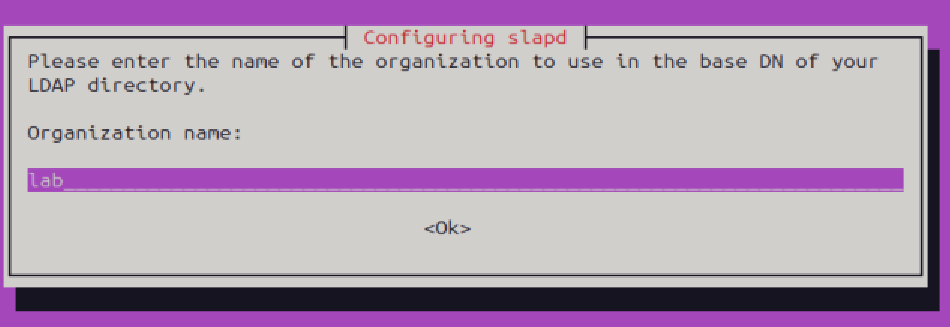 Configuring slapd
Please enter the name of the organization to use in the base DN of your
LDAP directory.
Organization name:
lab
<Ok>